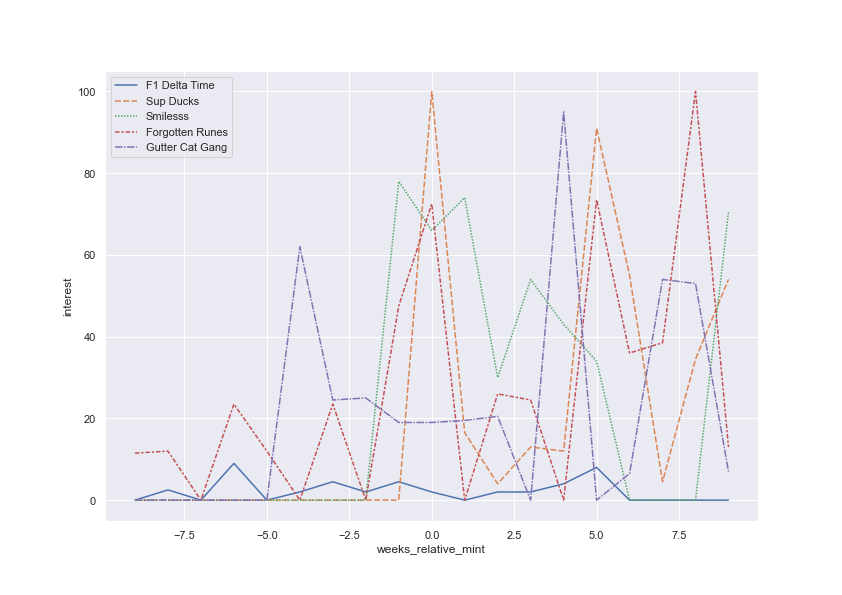 F1 Delta Time
Sup Ducks
Smilesss
Forgotten Runes
Gutter Cat Gang
100
80
60
40
20
0
interest
−7.5 −5.0 −2.5 0.0 2.5 5.0 7.5
weeks_relative_mint